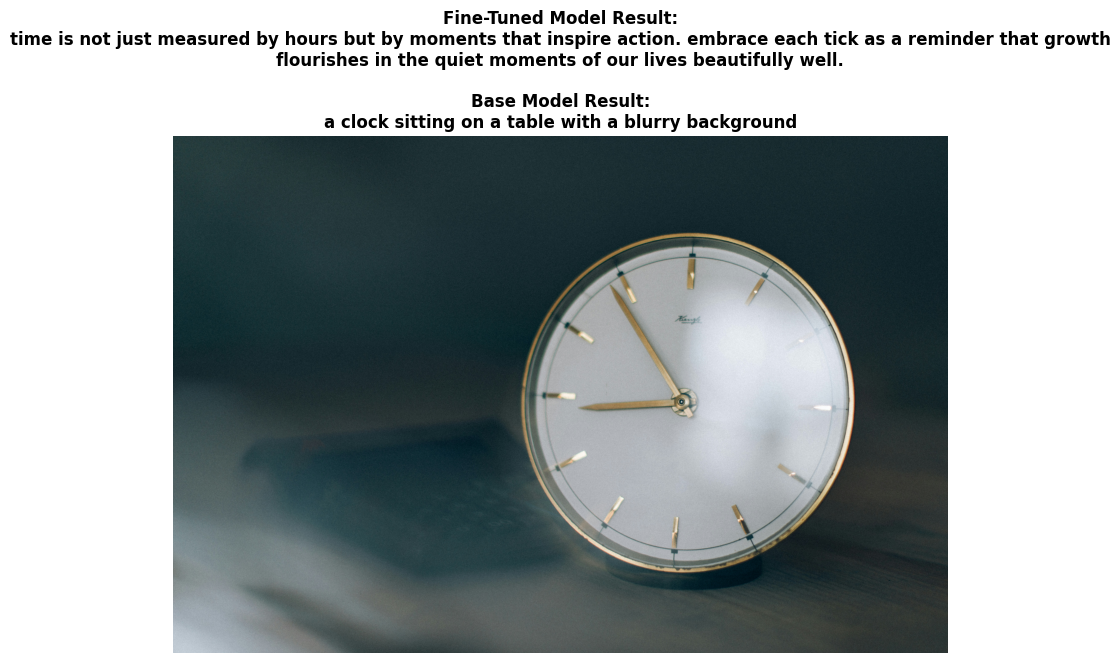 Fine-Tuned Model Result:
time is not just measured by hours but by moments that inspire action. embrace each tick as a reminder that growth
flourishes in the quiet moments of our lives beautifully well.
Base Model Result:
a clock sitting on a table with a blurry background